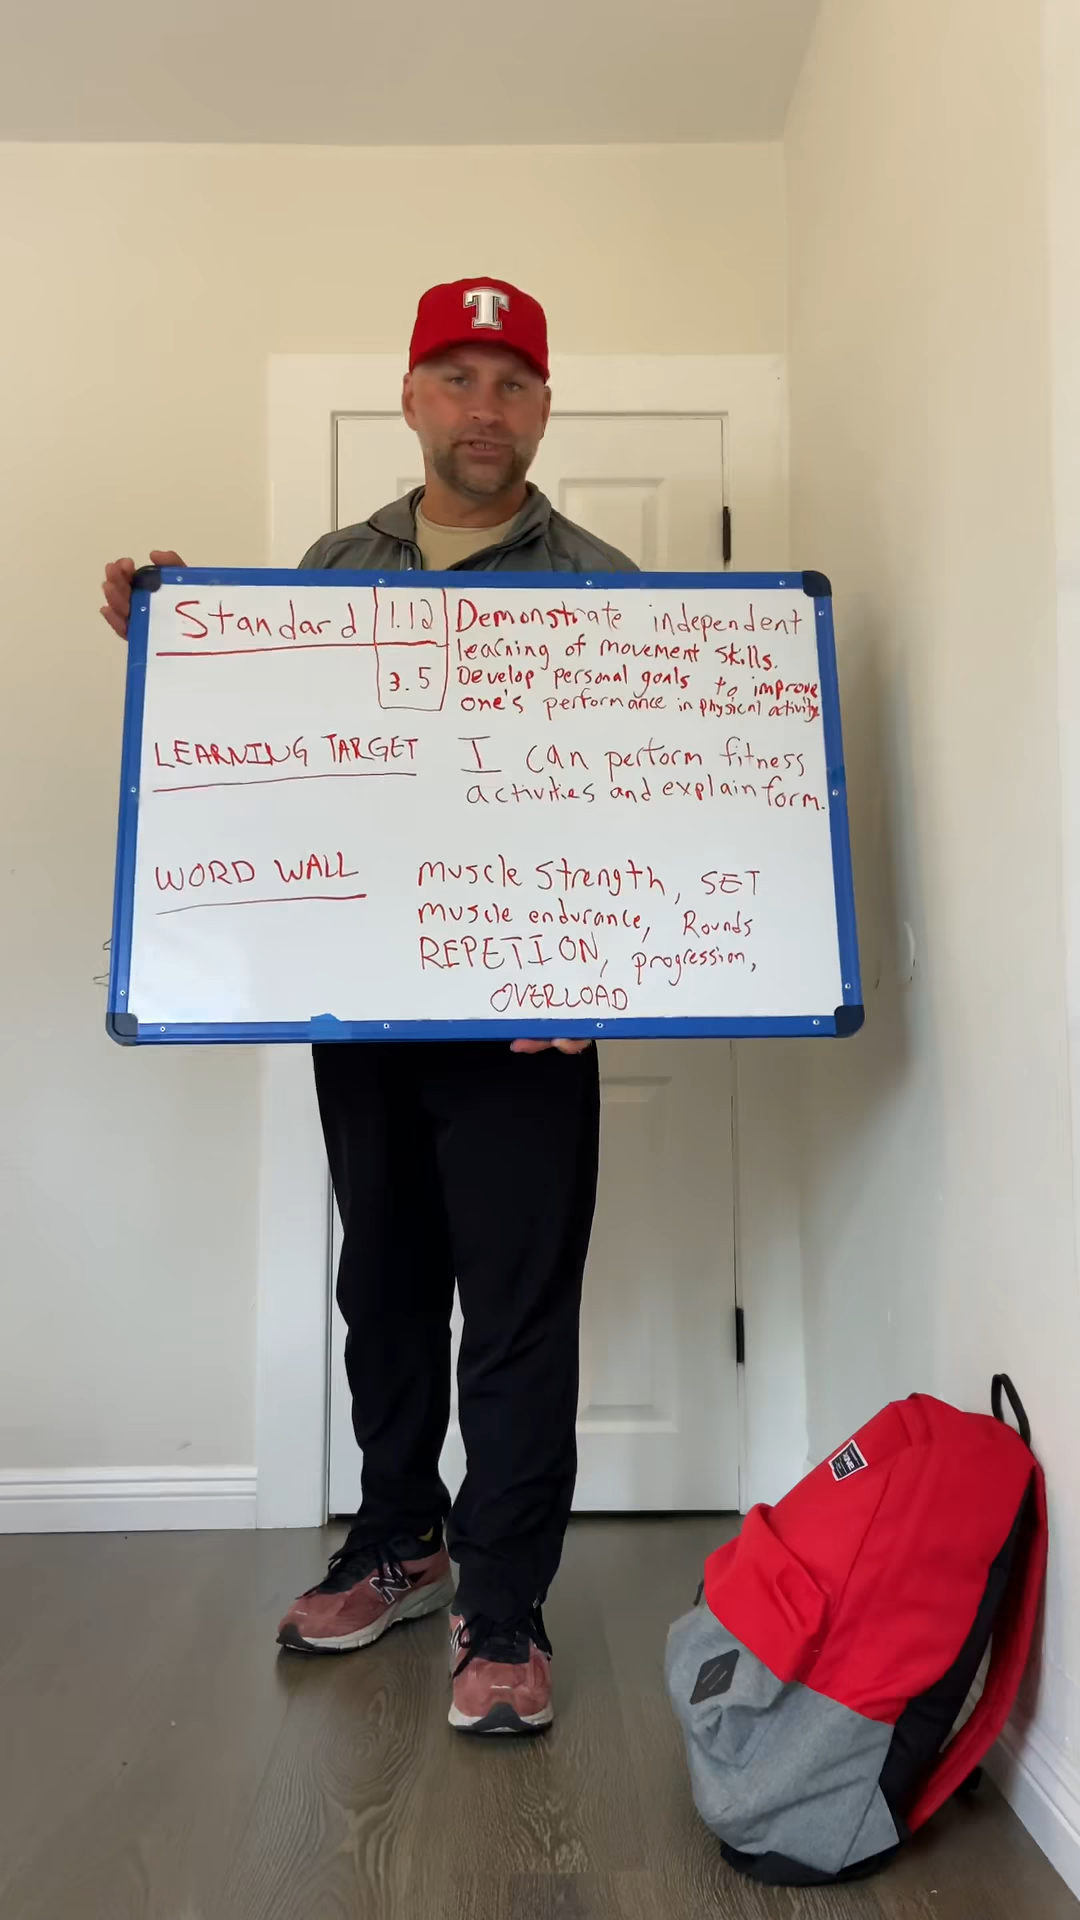 T
Standard 1.12 Demonstrate independent
learning of movement skills.
3.5 Develop personal goals to improve
one's performance in physical activity
LEARNING TARGET I can perform fitness
activities and explain form.
WORD WALL muscle strength, SET
muscle endurance, Rounds
REPETION, progression,
OVERLOAD
N